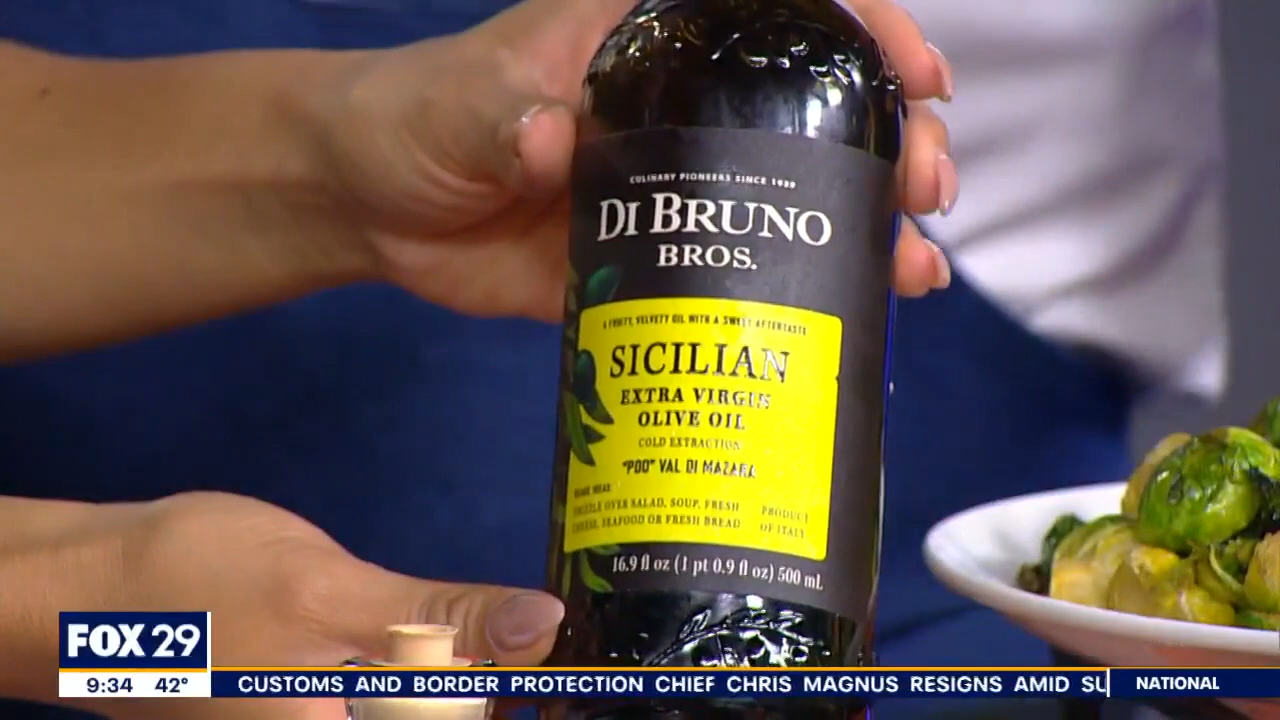 CULINARY PIONEERS SINCE 1939
DI BRUNO
BROS.
A FRUITY, VELVETY OIL WITH A SWEET AFTERTASTE
SICILIAN
EXTRA VIRGIN
OLIVE OIL
COLD EXTRACTION
"PDO" VAL DI MAZARA
DRIZZLE OVER SALAD, SOUP, FRESH
CHEESE, SEAFOOD OR FRESH BREAD
PRODUCT
OF ITALY
16.9 fl oz (1 pt 0.9 fl oz) 500 mL
FOX 29
9:34 42°
CUSTOMS AND BORDER PROTECTION CHIEF CHRIS MAGNUS RESIGNS AMID SU
NATIONAL